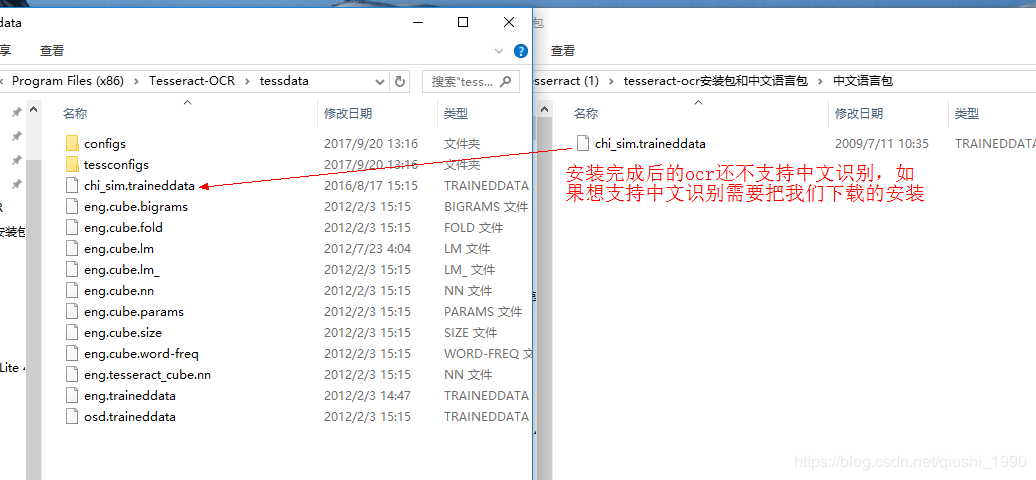 data
享 查看
Program Files (x86) > Tesseract-OCR > tessdata
搜索"tess...
名称 修改日期 类型
configs 2017/9/20 13:16 文件夹
tessconfigs 2017/9/20 13:16 文件夹
chi_sim.traineddata 2016/8/17 15:15 TRAINEDDATA
eng.cube.bigrams 2012/2/3 15:15 BIGRAMS 文件
eng.cube.fold 2012/2/3 15:15 FOLD 文件
eng.cube.lm 2012/7/23 4:04 LM 文件
eng.cube.lm_ 2012/2/3 15:15 LM_ 文件
eng.cube.nn 2012/2/3 15:15 NN 文件
eng.cube.params 2012/2/3 15:15 PARAMS 文件
eng.cube.size 2012/2/3 15:15 SIZE 文件
eng.cube.word-freq 2012/2/3 15:15 WORD-FREQ 文
eng.tesseract_cube.nn 2012/2/3 15:15 NN 文件
eng.traineddata 2012/2/3 14:47 TRAINEDDATA
osd.traineddata 2012/2/3 15:15 TRAINEDDATA
R
安装包
Lite 4
包
查看
esserract (1) > tesseract-ocr安装包和中文语言包 > 中文语言包
名称 修改日期 类型
chi_sim.traineddata 2009/7/11 10:35 TRAINEDDATA
安装完成后的ocr还不支持中文识别，如
果想支持中文识别需要把我们下载的安装
https://blog.csdn.net/qiushi_1990